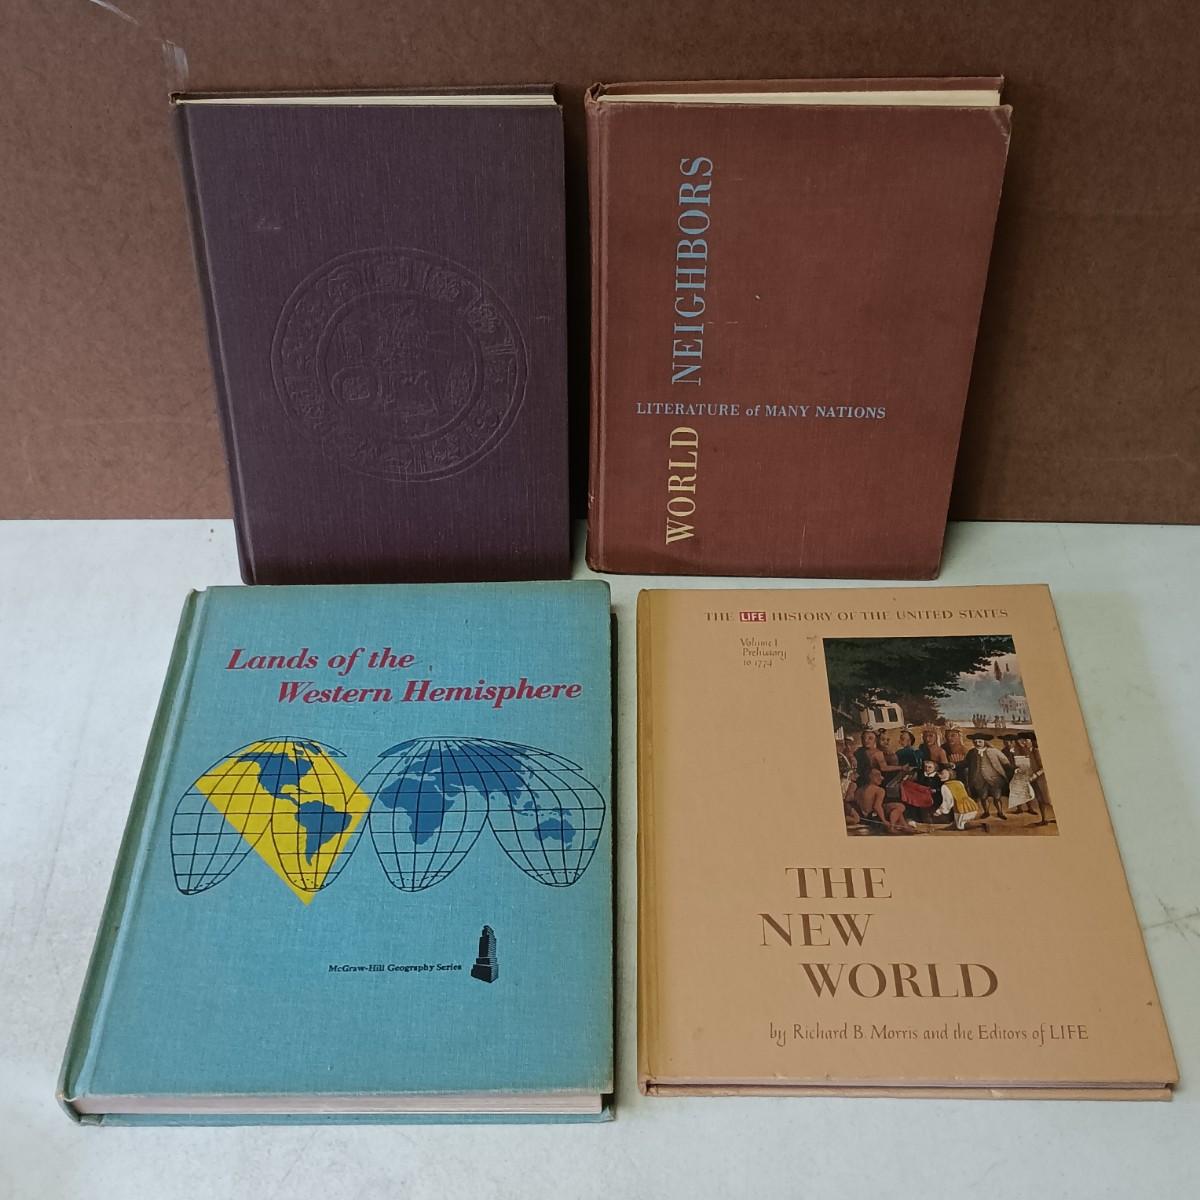 WORLD NEIGHBORS
LITERATURE of MANY NATIONS
Lands of the
Western Hemisphere
McGraw-Hill Geography Series
THE LIFE HISTORY OF THE UNITED STATES
Volume I
Prehistory
to 1774
THE
NEW
WORLD
by Richard B. Morris and the Editors of LIFE